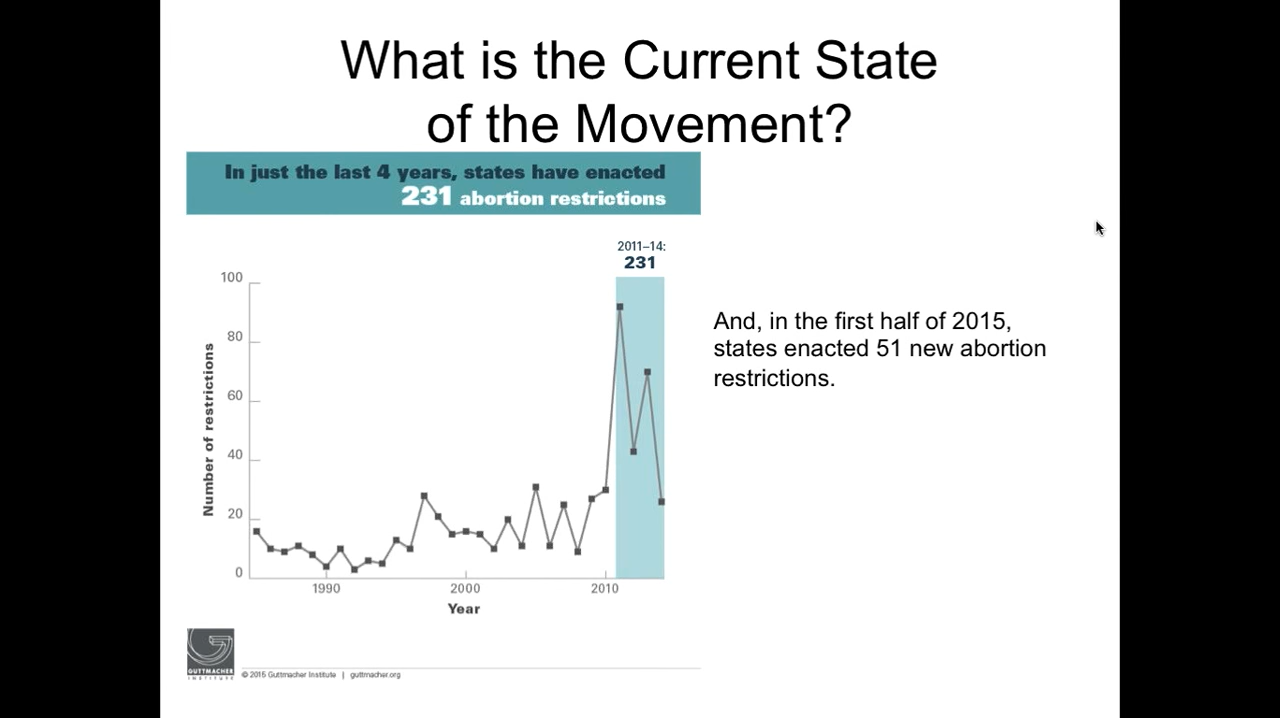 What is the Current State
of the Movement?
In just the last 4 years, states have enacted
231 abortion restrictions
2011–14:
231
100
80
60
40
20
0
Number of restrictions
1990
2000
2010
Year
And, in the first half of 2015,
states enacted 51 new abortion
restrictions.
GUTTMACHER
INSTITUTE
© 2015 Guttmacher Institute | guttmacher.org